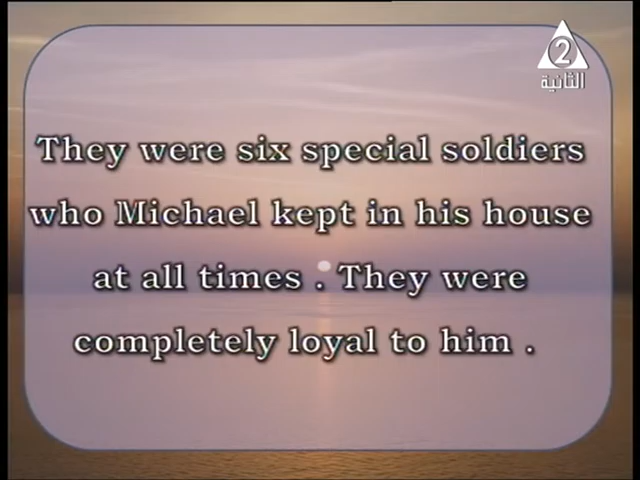 2
الثانية
They were six special soldiers
who Michael kept in his house
at all times . They were
completely loyal to him .